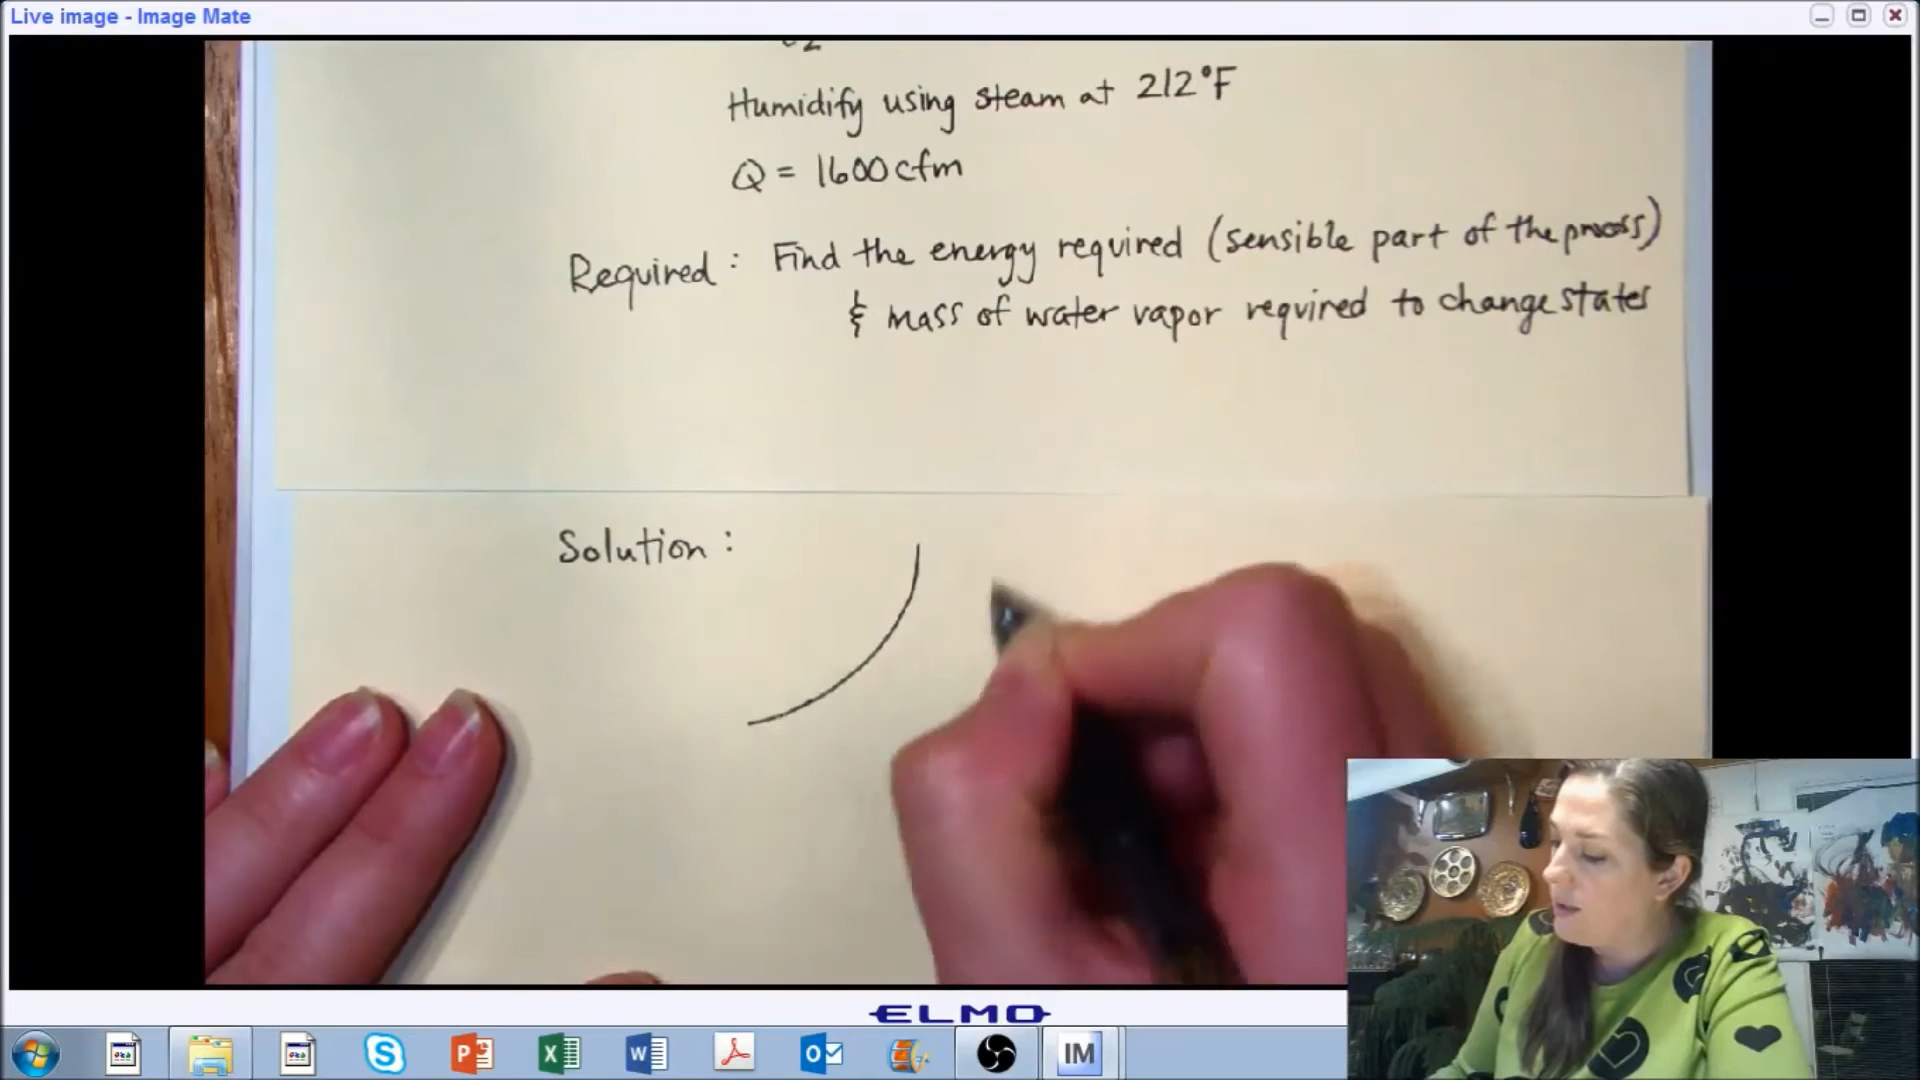 Live image - Image Mate
Humidify using steam at 212°F
Q = 1600 cfm
Required : Find the energy required (sensible part of the process)
& mass of water vapor required to change states
Solution :
ELMO
IM